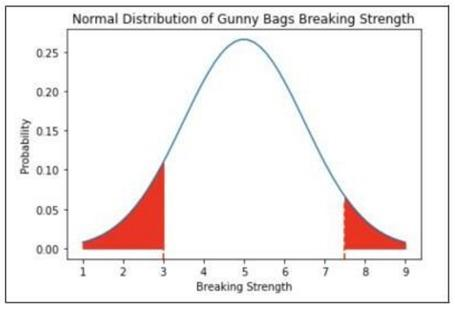 Normal Distribution of Gunny Bags Breaking Strength
0.25
0.20
0.15
0.10
0.05
0.00
Probability
1 2 3 4 5 6 7 8 9
Breaking Strength